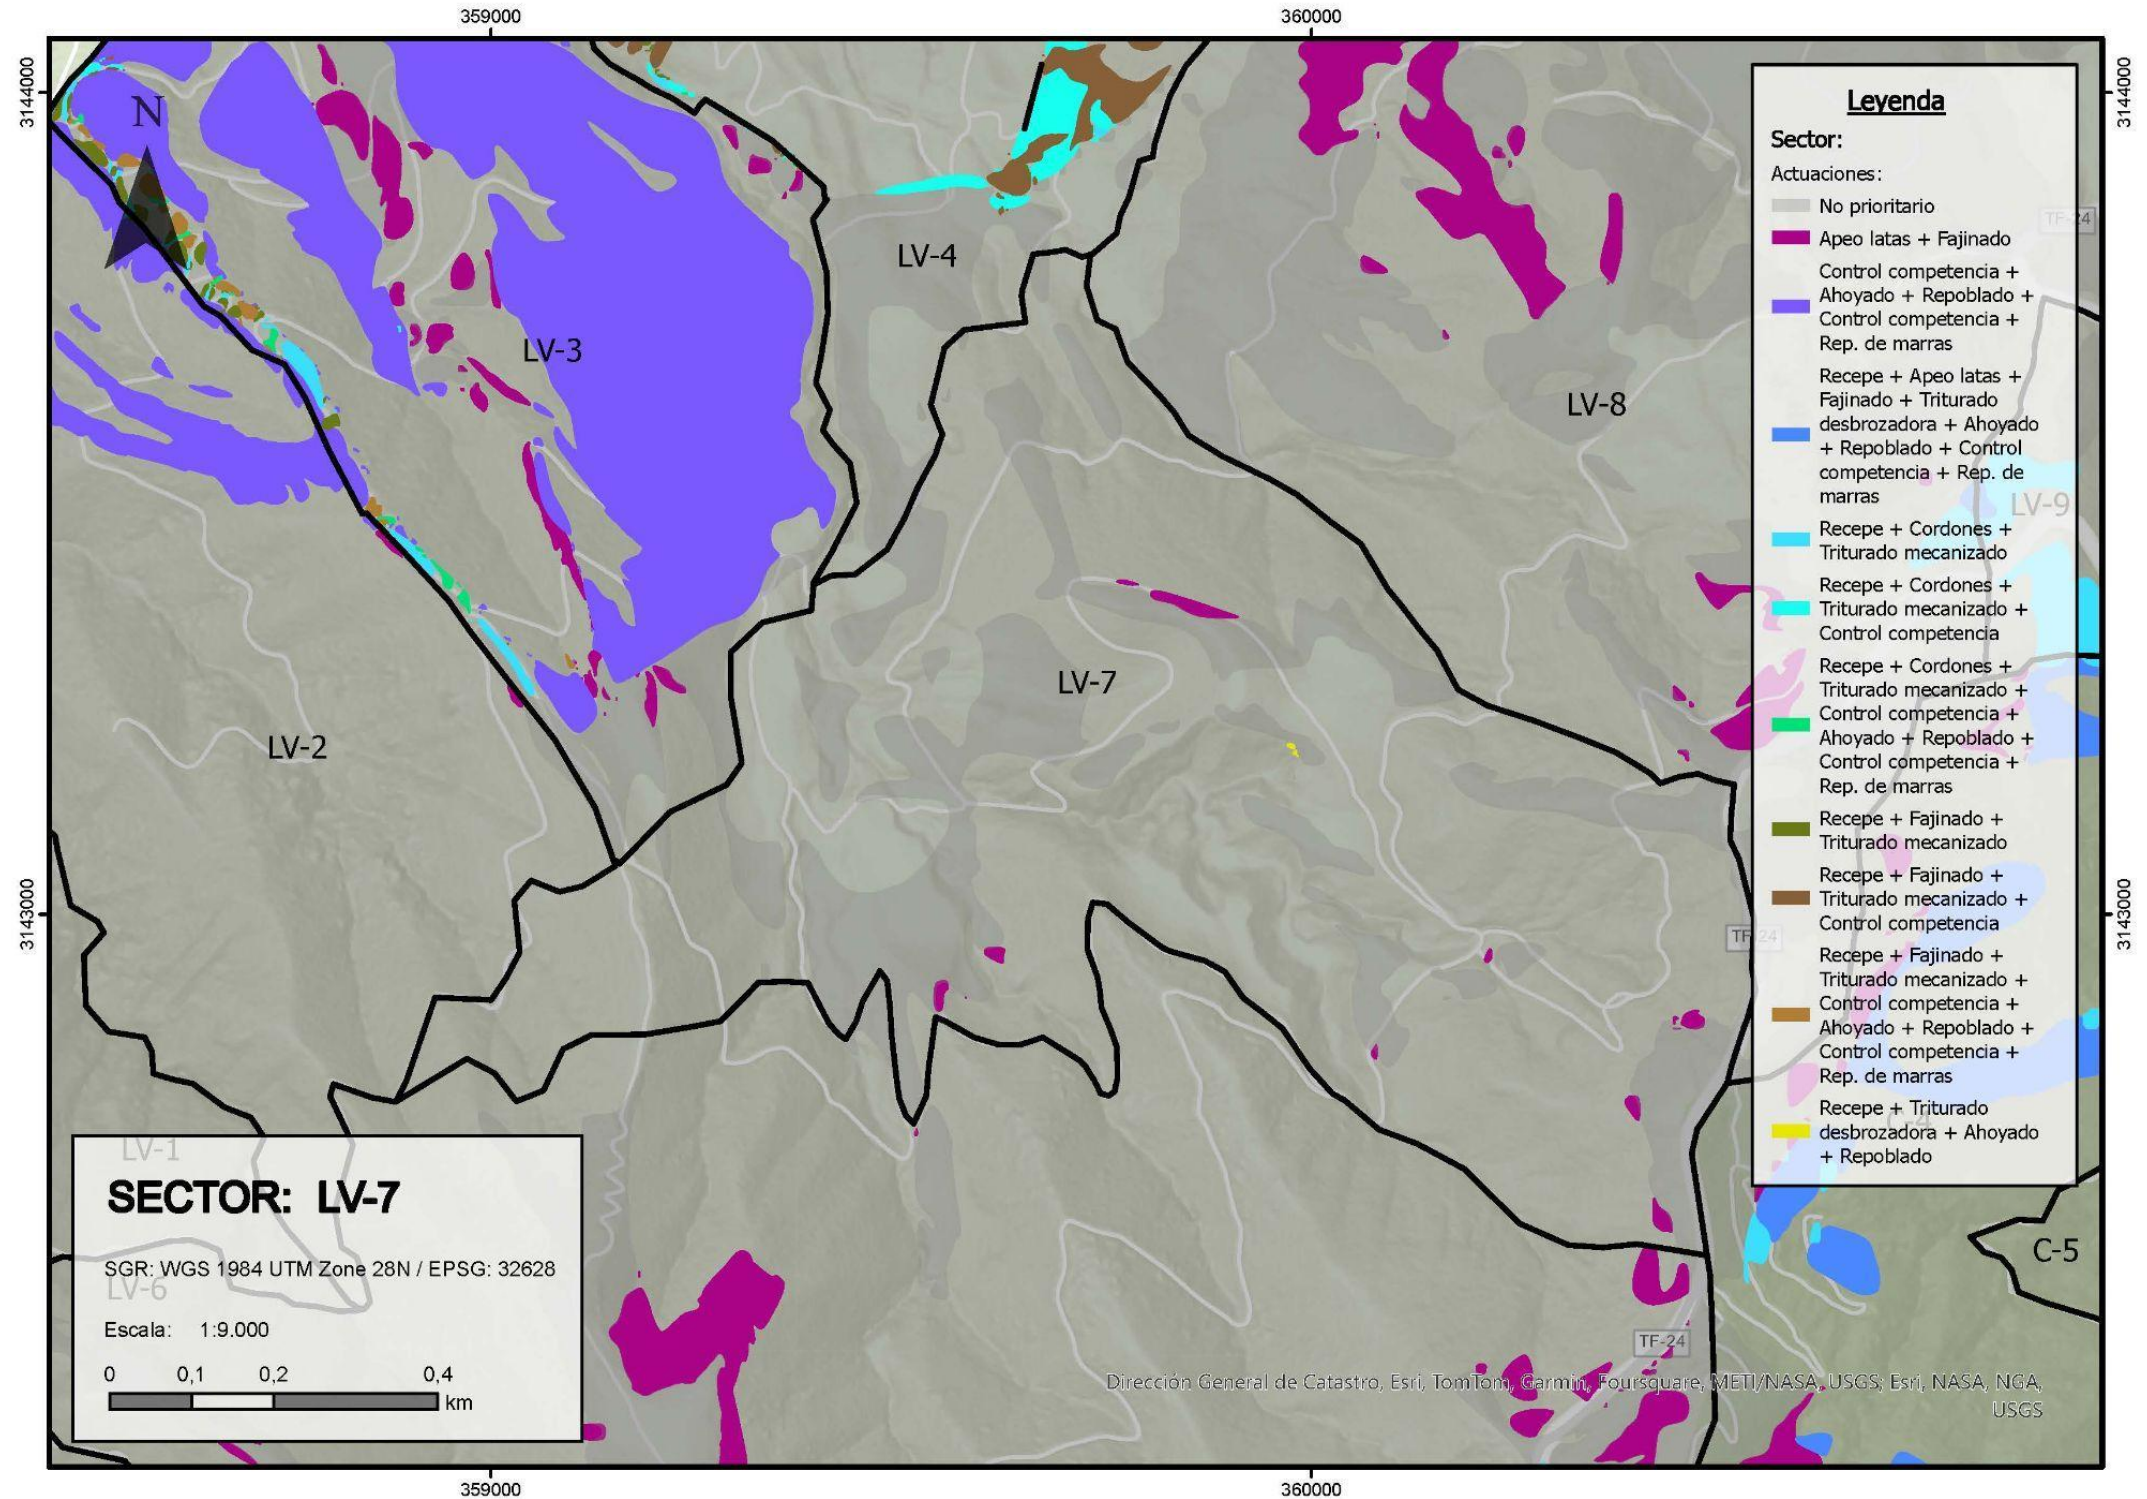 359000
360000
3144000
3144000
N
Leyenda
Sector:
Actuaciones:
No prioritario
TF-24
Apeo latas + Fajinado
LV-4
Control competencia +
Ahoyado + Repoblado +
Control competencia +
Rep. de marras
LV-3
Recepe + Apeo latas +
Fajinado + Triturado
desbrozadora + Ahoyado
+ Repoblado + Control
competencia + Rep. de
marras
LV-8
LV-9
Recepe + Cordones +
Triturado mecanizado
Recepe + Cordones +
Triturado mecanizado +
Control competencia
Recepe + Cordones +
Triturado mecanizado +
Control competencia +
Ahoyado + Repoblado +
Control competencia +
Rep. de marras
LV-7
LV-2
Recepe + Fajinado +
Triturado mecanizado
Recepe + Fajinado +
Triturado mecanizado +
Control competencia
3143000
3143000
TF-24
Recepe + Fajinado +
Triturado mecanizado +
Control competencia +
Ahoyado + Repoblado +
Control competencia +
Rep. de marras
Recepe + Triturado
desbrozadora + Ahoyado
+ Repoblado
C-4
LV-1
SECTOR: LV-7
C-5
SGR: WGS 1984 UTM Zone 28N / EPSG: 32628
LV-6
Escala: 1:9.000
TF-24
0 0,1 0,2 0,4
km
Dirección General de Catastro, Esri, TomTom, Garmin, Foursquare, METI/NASA, USGS; Esri, NASA, NGA,
USGS
359000
360000